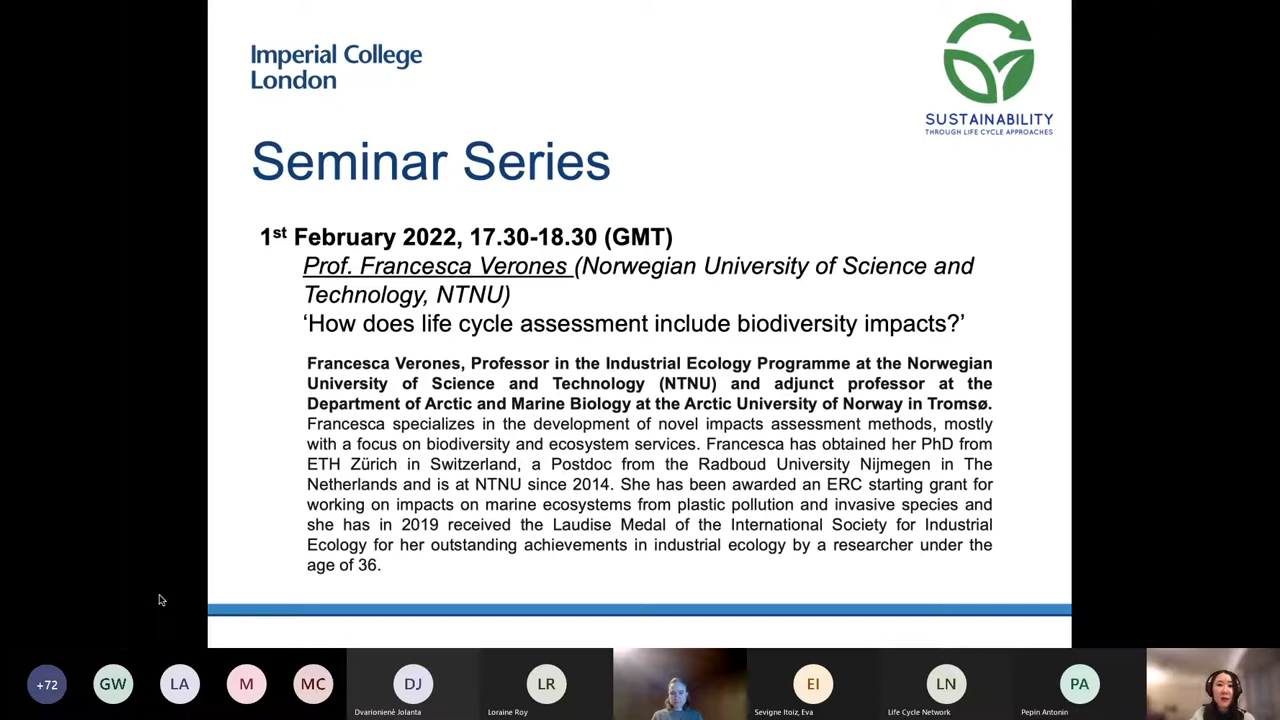 Imperial College
London
SUSTAINABILITY
THROUGH LIFE CYCLE APPROACHES
Seminar Series
1st February 2022, 17.30-18.30 (GMT)
Prof. Francesca Verones (Norwegian University of Science and
Technology, NTNU)
‘How does life cycle assessment include biodiversity impacts?’
Francesca Verones, Professor in the Industrial Ecology Programme at the Norwegian
University of Science and Technology (NTNU) and adjunct professor at the
Department of Arctic and Marine Biology at the Arctic University of Norway in Tromsø.
Francesca specializes in the development of novel impacts assessment methods, mostly
with a focus on biodiversity and ecosystem services. Francesca has obtained her PhD from
ETH Zürich in Switzerland, a Postdoc from the Radboud University Nijmegen in The
Netherlands and is at NTNU since 2014. She has been awarded an ERC starting grant for
working on impacts on marine ecosystems from plastic pollution and invasive species and
she has in 2019 received the Laudise Medal of the International Society for Industrial
Ecology for her outstanding achievements in industrial ecology by a researcher under the
age of 36.
+72 GW LA M MC DJ LR EI LN PA
Dvarionienė Jolanta Loraine Roy Sevigne Itoiz, Eva Life Cycle Network Pepin Antonin